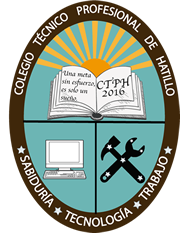 COLEGIO TÉCNICO PROFESIONAL DE HATILLO
Una meta
sin esfuerzo,
es solo un
sueño.
CTPH
2016
SABIDURÍA ★ TECNOLOGÍA ★ TRABAJO